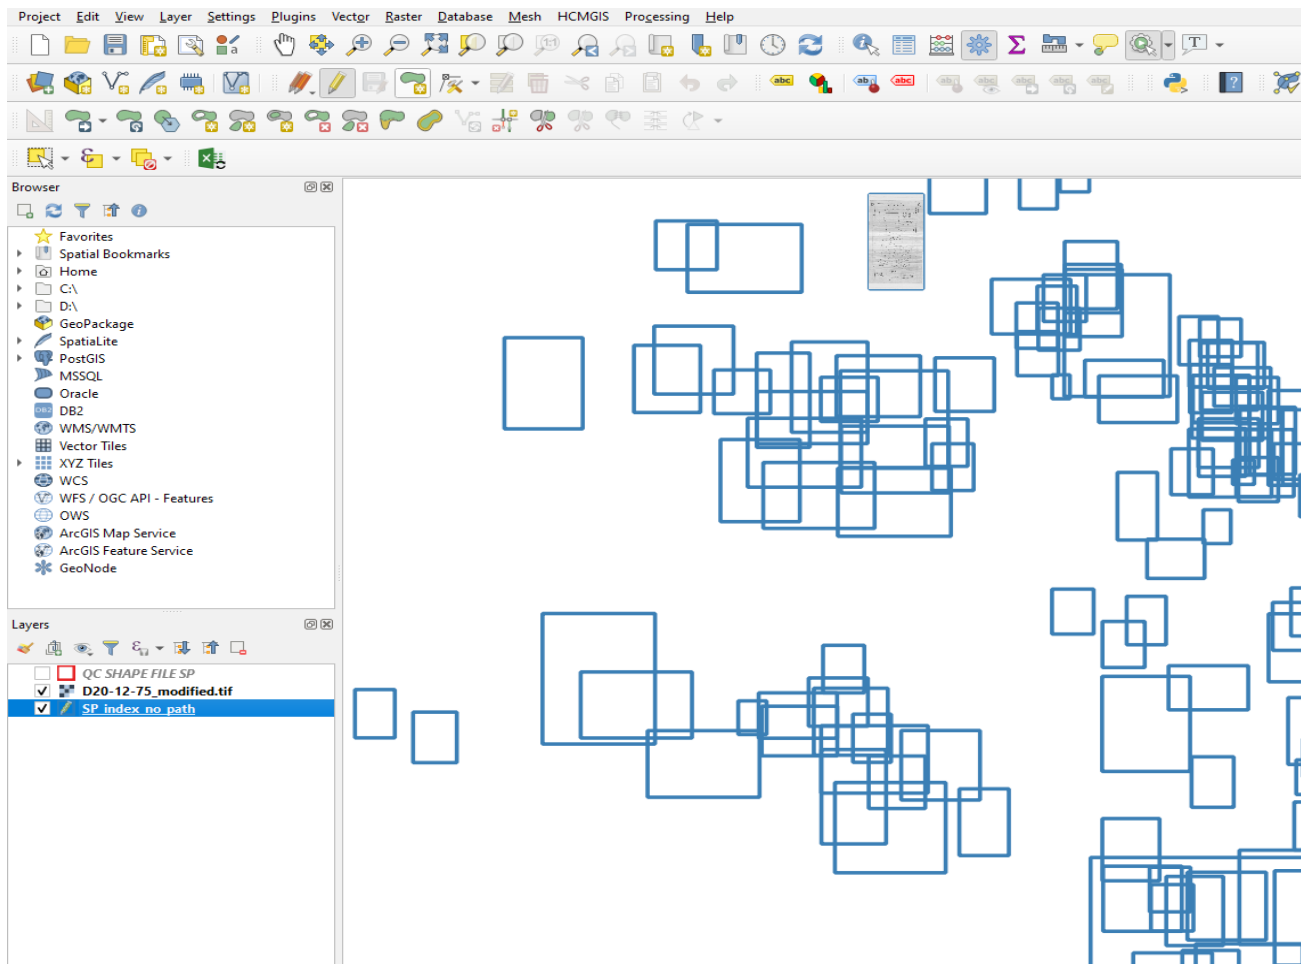 Project Edit View Layer Settings Plugins Vector Raster Database Mesh HCMGIS Processing Help
Browser
Favorites
Spatial Bookmarks
Home
C:\
D:\
GeoPackage
SpatiaLite
PostGIS
MSSQL
Oracle
DB2
WMS/WMTS
Vector Tiles
XYZ Tiles
WCS
WFS / OGC API - Features
OWS
ArcGIS Map Service
ArcGIS Feature Service
GeoNode
Layers
QC SHAPE FILE SP
D20-12-75_modified.tif
SP_index_no_path